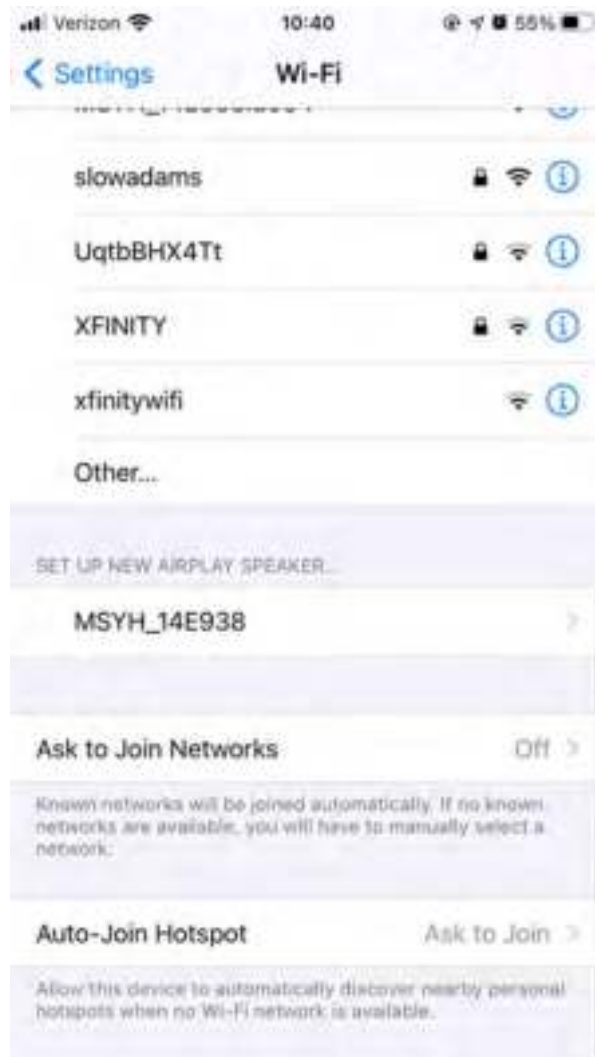 Verizon 10:40 55%
Settings Wi-Fi
slowadams
UqtbBHX4Tt
XFINITY
xfinitywifi
Other...
SET UP NEW AIRPLAY SPEAKER...
MSYH_14E938
Ask to Join Networks Off
Known networks will be joined automatically. If no known
networks are available, you will have to manually select a
network.
Auto-Join Hotspot Ask to Join
Allow this device to automatically discover nearby personal
hotspots when no Wi-Fi network is available.